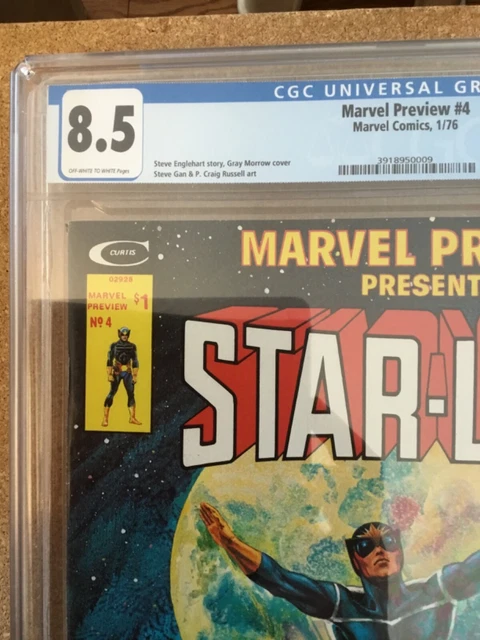 CGC UNIVERSAL GR
8.5
OFF-WHITE TO WHITE Pages
Marvel Preview #4
Marvel Comics, 1/76
Steve Englehart story, Gray Morrow cover
Steve Gan & P. Craig Russell art
3918950009
CURTIS
02928
MARVEL PREVIEW $1
No 4
MARVEL PR
PRESENT
STAR-L